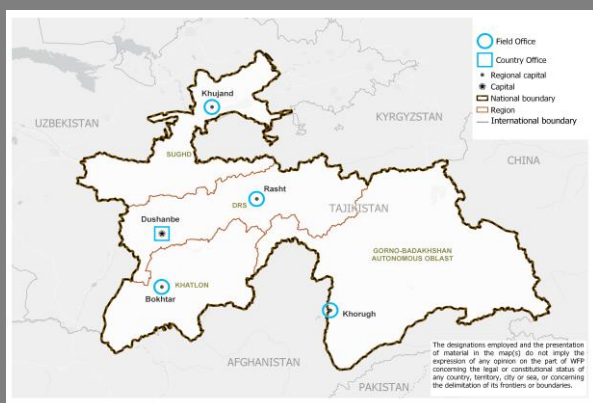 Field Office
Country Office
Regional capital
Capital
National boundary
Region
International boundary
Khujand
UZBEKISTAN
KYRGYZSTAN
CHINA
SUGHD
Rasht
DRS
TAJIKISTAN
Dushanbe
GORNO-BADAKHSHAN
AUTONOMOUS OBLAST
KHATLON
Bokhtar
Khorugh
AFGHANISTAN
PAKISTAN
The designations employed and the presentation
of material in the map(s) do not imply the
expression of any opinion on the part of WFP
concerning the legal or constitutional status of
any country, territory, city or sea, or concerning
the delimitation of its frontiers or boundaries.